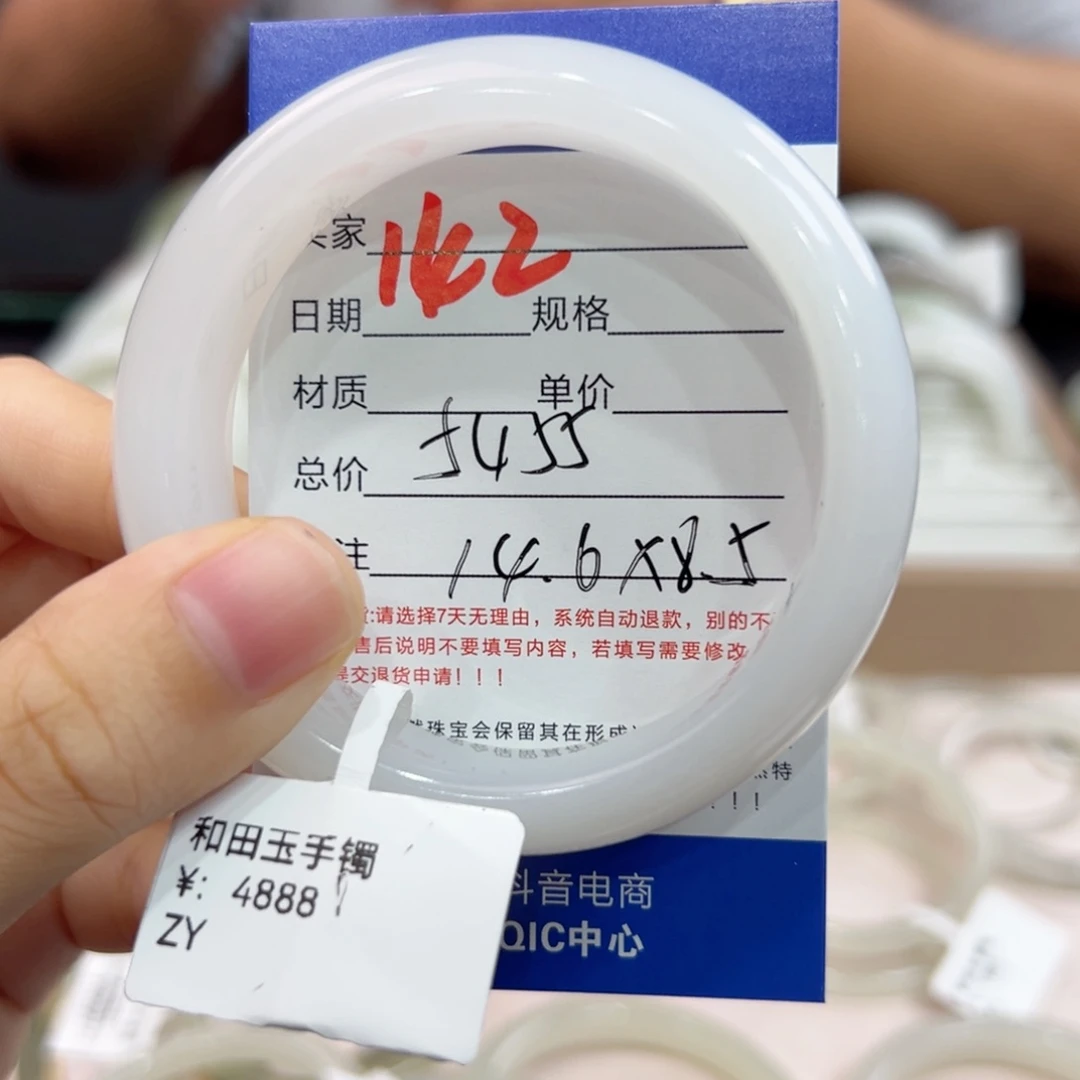 家 162
日期 规格
材质 单价
总价 5455
注 14.6x8.5
:请选择7天无理由，系统自动退款，别的不
售后说明不要填写内容，若填写需要修改
交退货申请！！！
珠宝会保留其在形成
特
！！！
和田玉手镯
¥: 4888
ZY
抖音电商
QIC中心